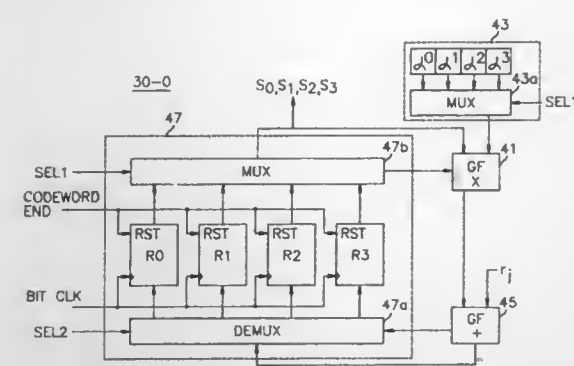 43
α⁰ α¹ α² α³
43a
MUX
SEL1
30-0
S0,S1,S2,S3
47
47b
SEL1
MUX
GF
X
41
CODEWORD
END
RST RST RST RST
R0 R1 R2 R3
BIT CLK
rj
47a
45
SEL2
DEMUX
GF
+